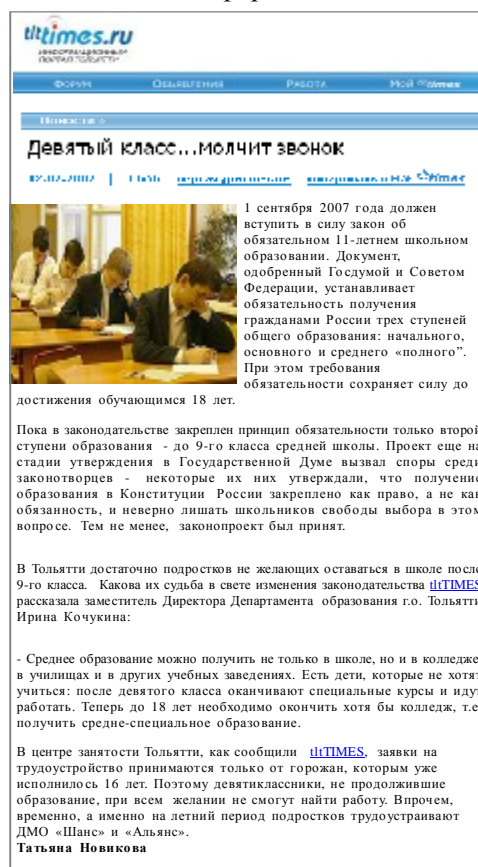 tlttimes.ru
ИНФОРМАЦИОННЫЙ
ПОРТАЛ ТОЛЬЯТТИ
Форум Объявления Работа Мой tlttimes
Новости »
Девятый класс...молчит звонок
1 сентября 2007 года должен
вступить в силу закон об
обязательном 11-летнем школьном
образовании. Документ,
одобренный Госдумой и Советом
Федерации, устанавливает
обязательность получения
гражданами России трех ступеней
общего образования: начального,
основного и среднего «полного”.
При этом требования
обязательности сохраняет силу до
достижения обучающимся 18 лет.
Пока в законодательстве закреплен принцип обязательности только второй
ступени образования - до 9-го класса средней школы. Проект еще на
стадии утверждения в Государственной Думе вызвал споры среди
законотворцев - некоторые их них утверждали, что получение
образования в Конституции России закреплено как право, а не как
обязанность, и неверно лишать школьников свободы выбора в этом
вопросе. Тем не менее, законопроект был принят.
В Тольятти достаточно подростков не желающих оставаться в школе после
9-го класса. Какова их судьба в свете изменения законодательства tltTIMES
рассказала заместитель Директора Департамента образования г.о. Тольятти
Ирина Кочукина:
- Среднее образование можно получить не только в школе, но и в колледже,
в училищах и в других учебных заведениях. Есть дети, которые не хотят
учиться: после девятого класса оканчивают специальные курсы и идут
работать. Теперь до 18 лет необходимо окончить хотя бы колледж, т.е.
получить средне-специальное образование.
В центре занятости Тольятти, как сообщили tltTIMES, заявки на
трудоустройство принимаются только от горожан, которым уже
исполнилось 16 лет. Поэтому девятиклассники, не продолжившие
образование, при всем желании не смогут найти работу. Впрочем,
временно, а именно на летний период подростков трудоустраивают
ДМО «Шанс» и «Альянс».
Татьяна Новикова